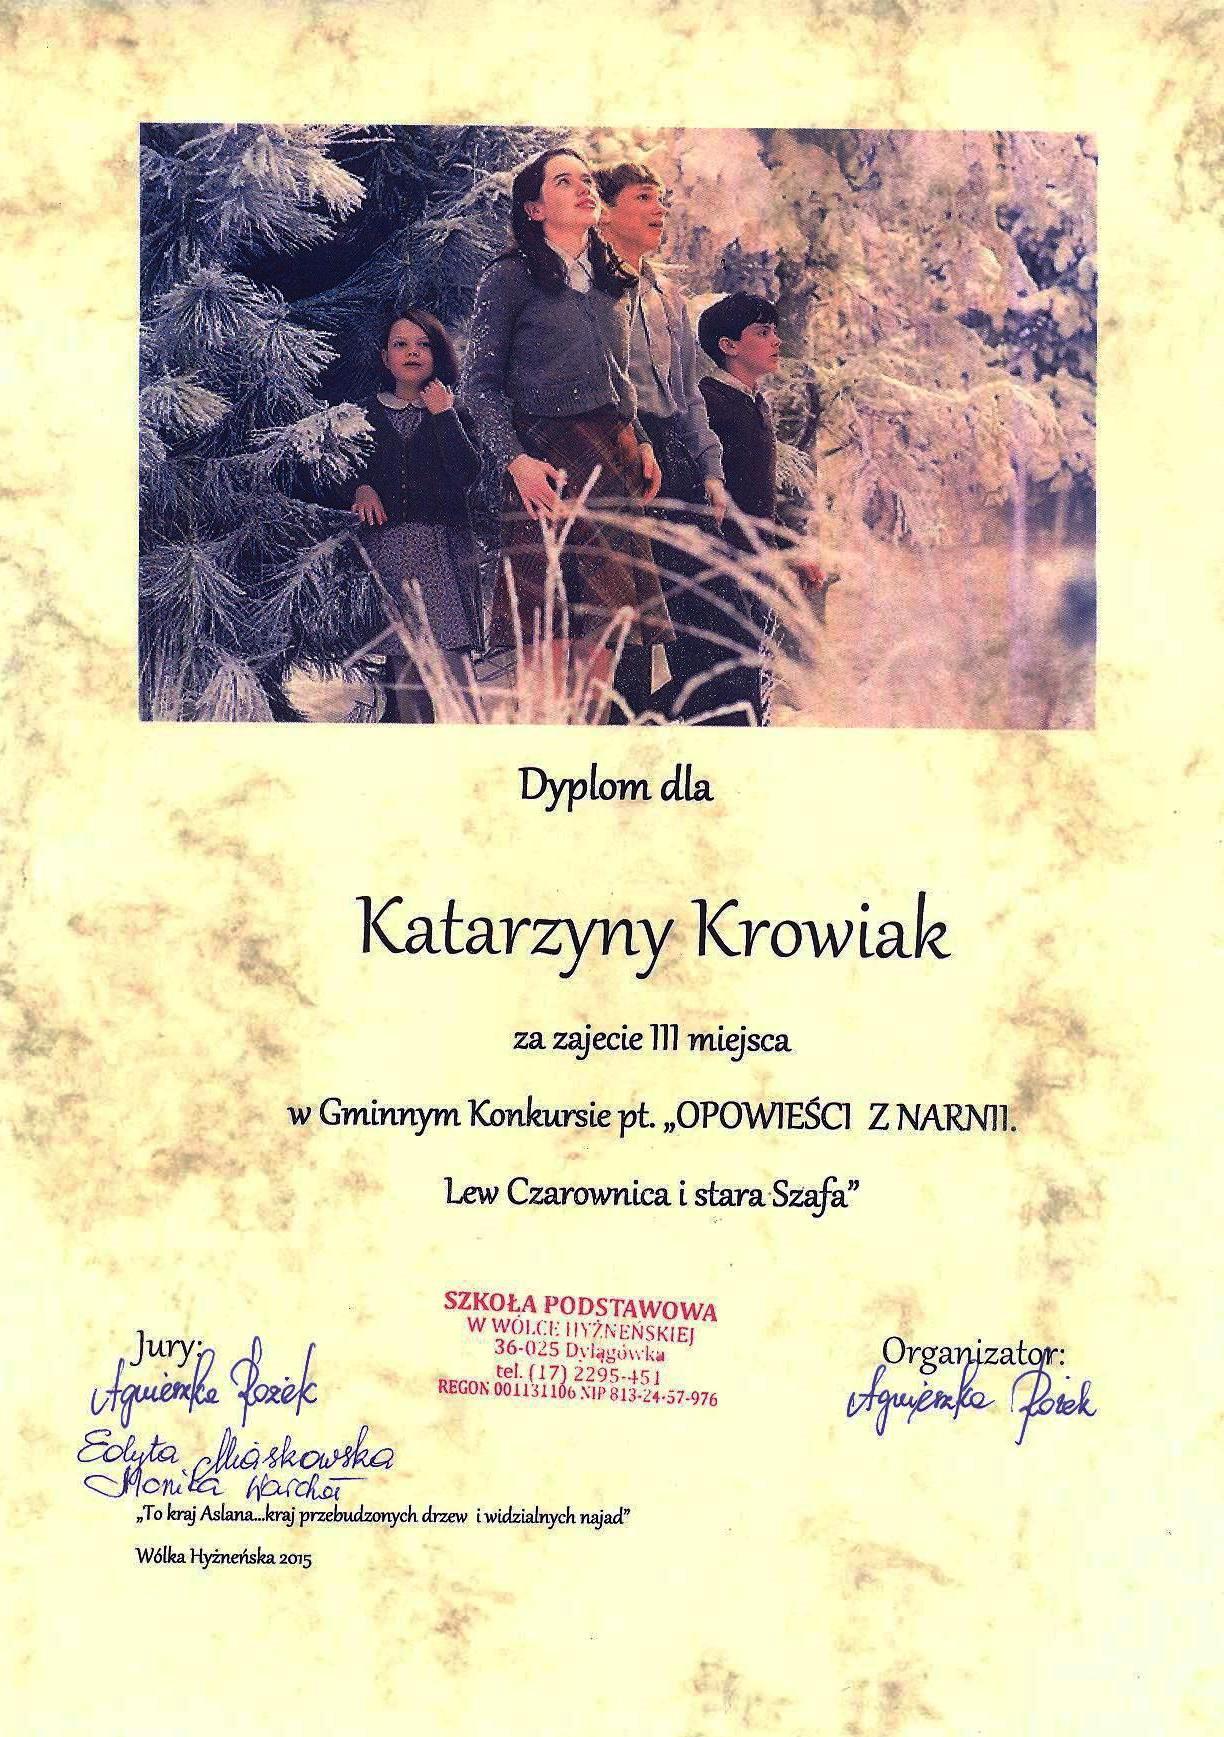 Dyplom dla
Katarzyny Krowiak
za zajecie III miejsca
w Gminnym Konkursie pt. „OPOWIEŚCI Z NARNII.
Lew Czarownica i stara Szafa”
SZKOŁA PODSTAWOWA
W WÓLCE HYŻNEŃSKIEJ
36-025 Dylągówka
tel. (17) 2295-451
REGON 001131106 NIP 813-24-57-976
Jury:
Agnieszka Rożek
Edyta Miaskowska
Monika Warchoł
Organizator:
Agnieszka Rożek
„To kraj Aslana...kraj przebudzonych drzew i widzialnych najad”
Wólka Hyżneńska 2015